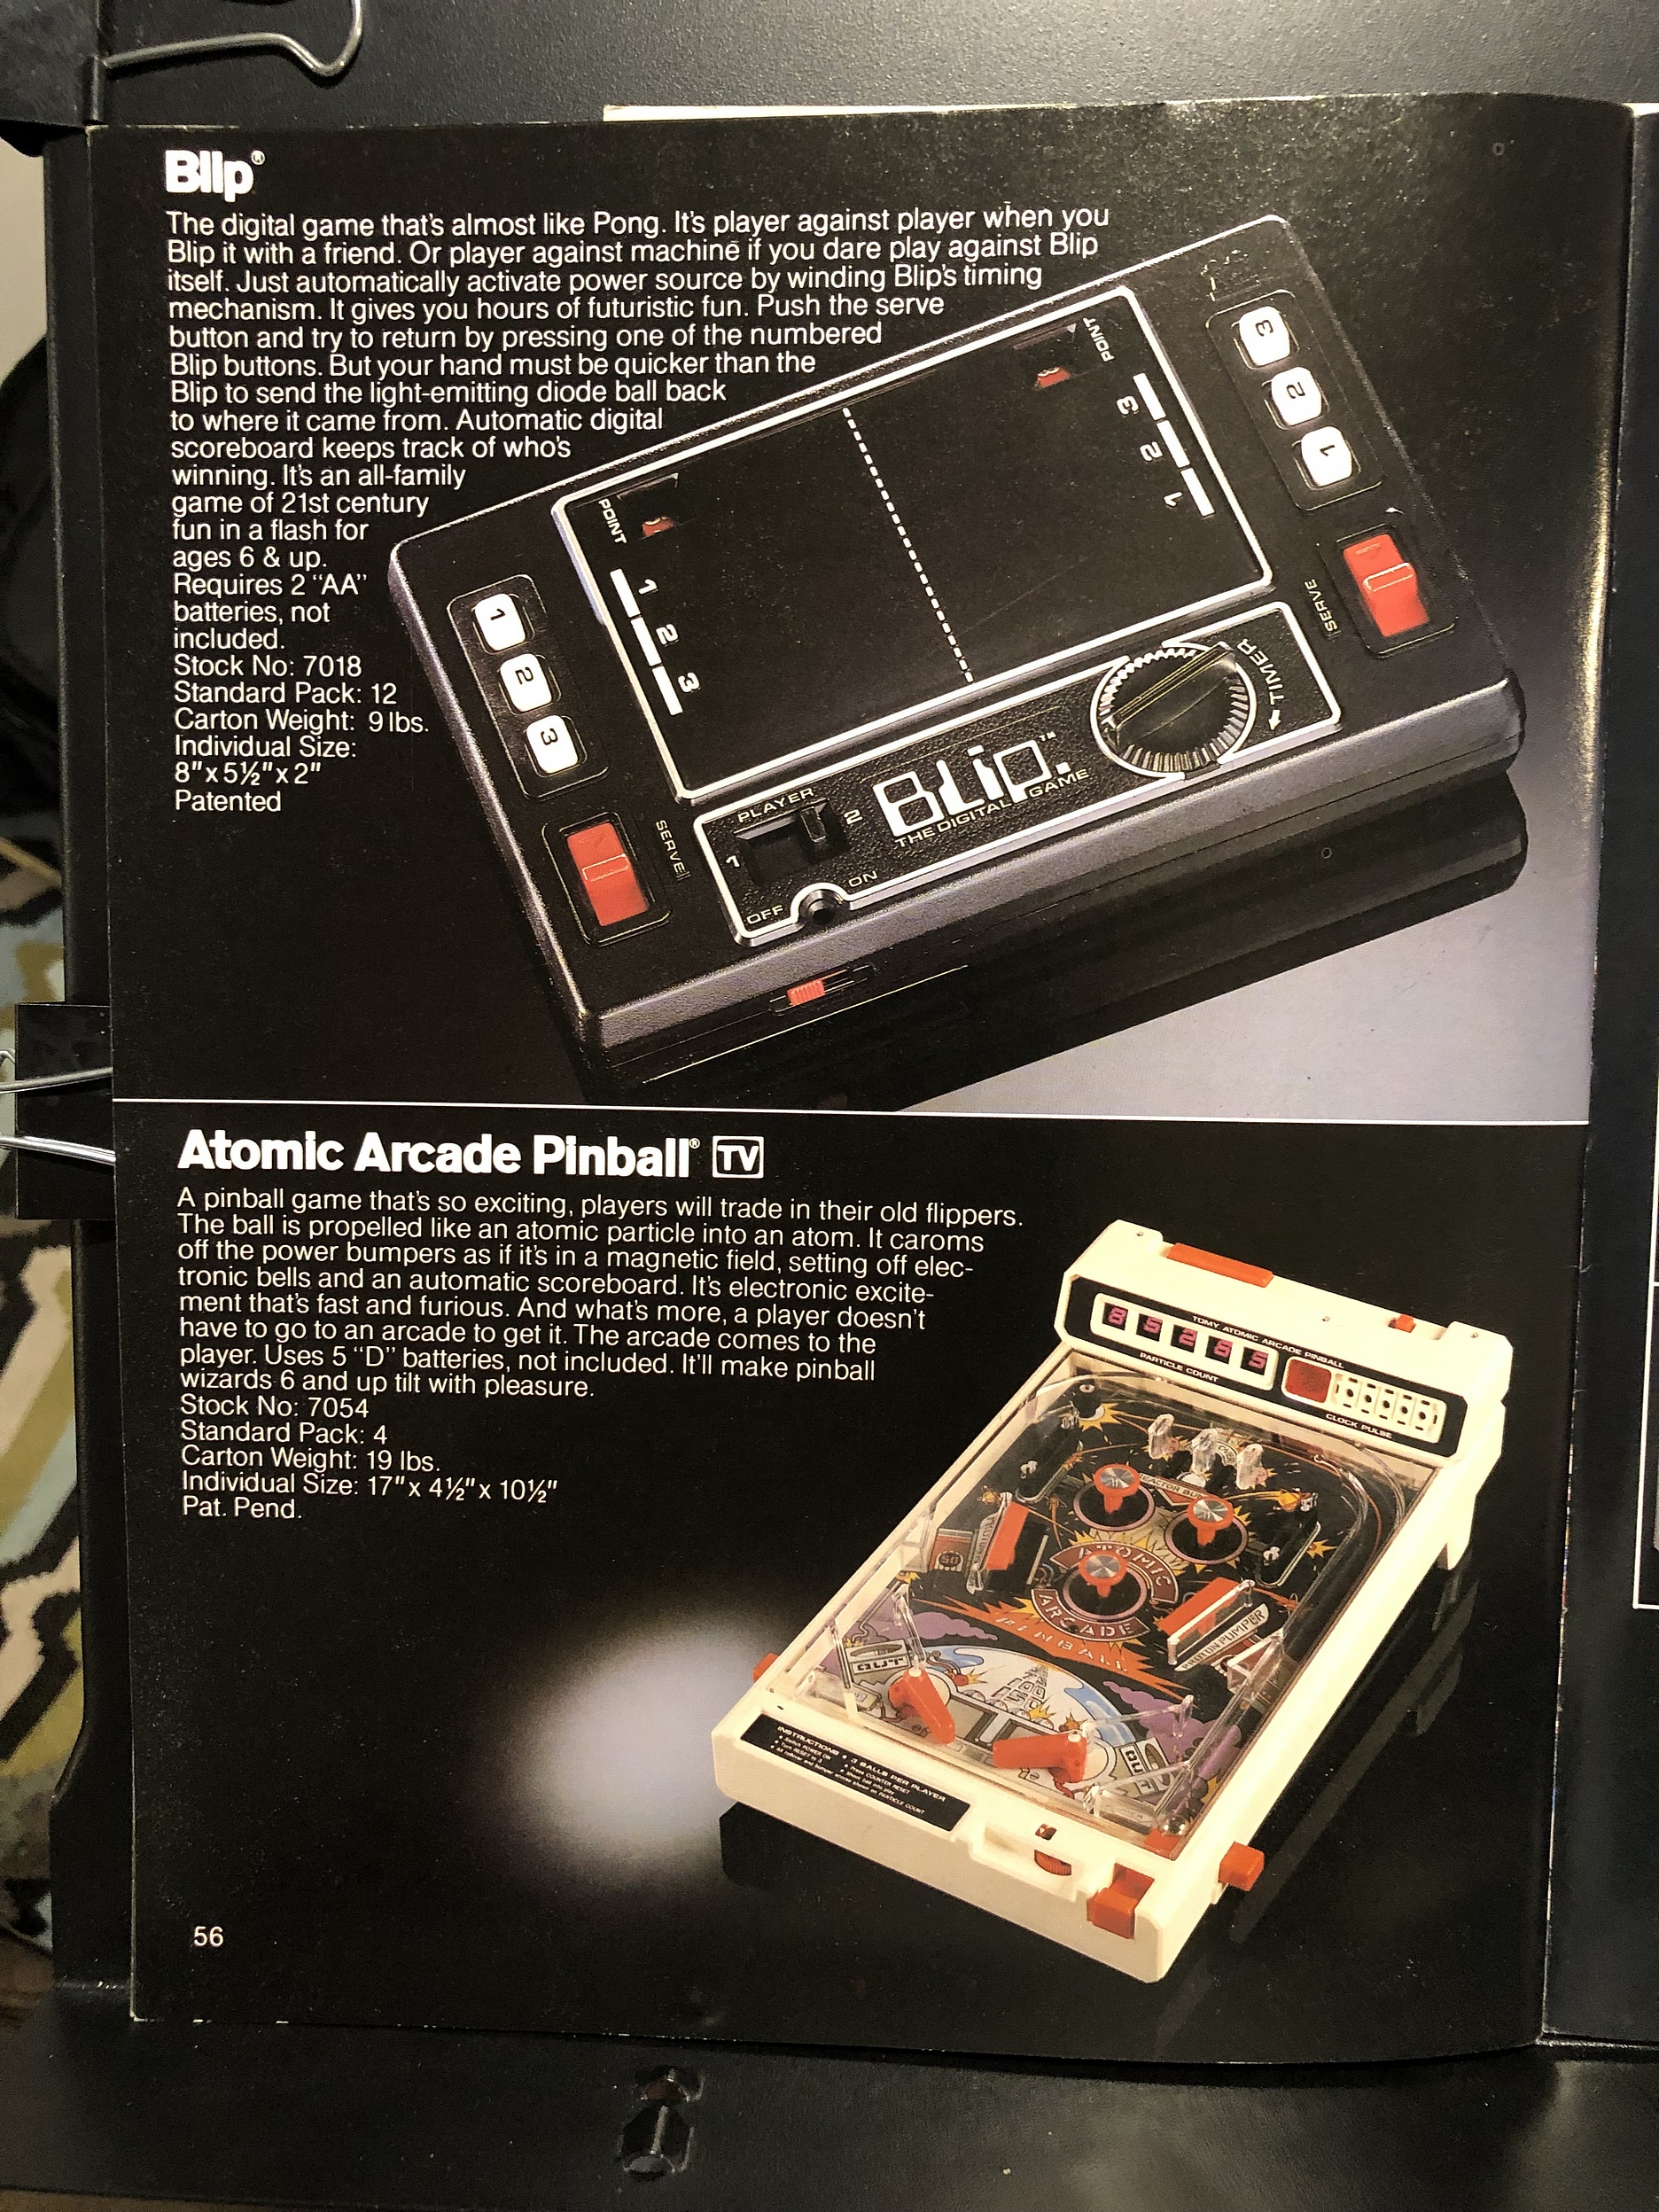 Blip®
The digital game that's almost like Pong. It's player against player when you
Blip it with a friend. Or player against machine if you dare play against Blip
itself. Just automatically activate power source by winding Blip's timing
mechanism. It gives you hours of futuristic fun. Push the serve
button and try to return by pressing one of the numbered
Blip buttons. But your hand must be quicker than the
Blip to send the light-emitting diode ball back
to where it came from. Automatic digital
scoreboard keeps track of who's
winning. It's an all-family
game of 21st century
fun in a flash for
ages 6 & up.
Requires 2 "AA"
batteries, not
included.
Stock No: 7018
Standard Pack: 12
Carton Weight: 9 lbs.
Individual Size:
8" x 5½" x 2"
Patented
POINT
POINT
3
2
1
3
2
1
1
2
3
1
2
3
SERVE
SERVE
TIMER
PLAYER
1
2
BLip.™
THE DIGITAL GAME
OFF
ON
Atomic Arcade Pinball® TV
A pinball game that's so exciting, players will trade in their old flippers.
The ball is propelled like an atomic particle into an atom. It caroms
off the power bumpers as if it's in a magnetic field, setting off elec-
tronic bells and an automatic scoreboard. It's electronic excite-
ment that's fast and furious. And what's more, a player doesn't
have to go to an arcade to get it. The arcade comes to the
player. Uses 5 "D" batteries, not included. It'll make pinball
wizards 6 and up tilt with pleasure.
Stock No: 7054
Standard Pack: 4
Carton Weight: 19 lbs.
Individual Size: 17" x 4½" x 10½"
Pat. Pend.
TOMY ATOMIC ARCADE PINBALL
PARTICLE COUNT
CLOCK PULSE
50
ATOMIC
ARCADE
PINBALL
PROTON PUMPER
OUT
OUT
INSTRUCTIONS • 3 BALLS PER PLAYER
56